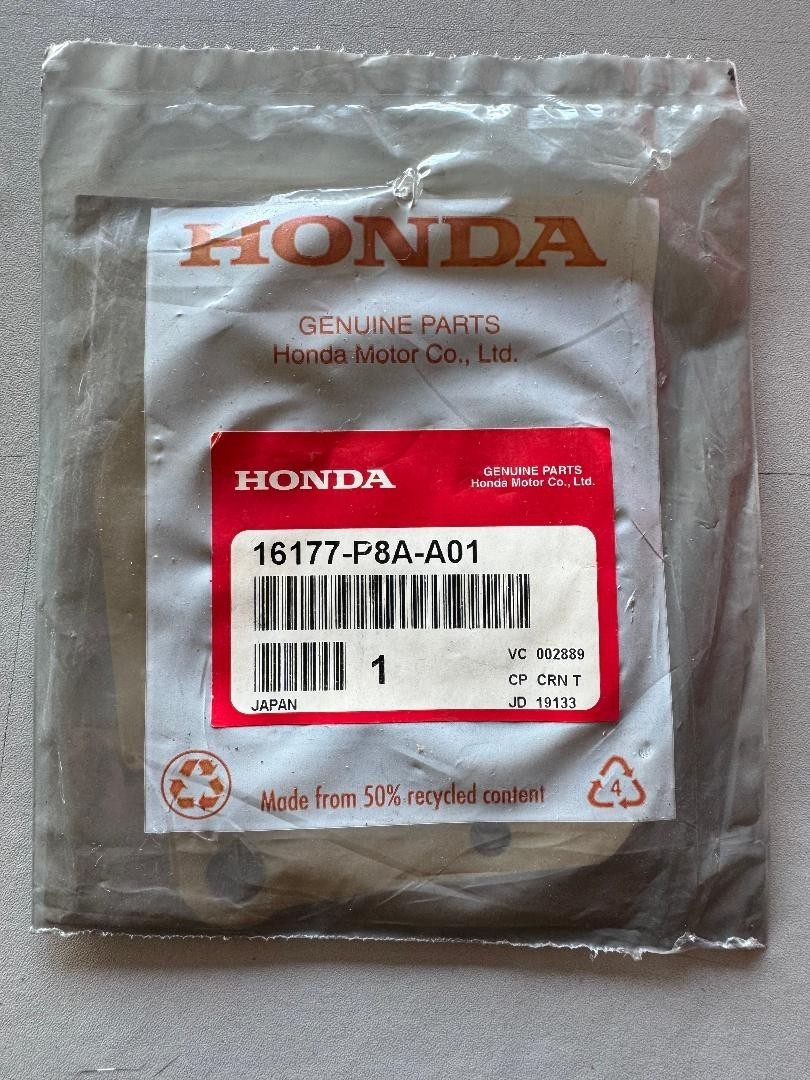 HONDA
GENUINE PARTS
Honda Motor Co., Ltd.
HONDA
GENUINE PARTS
Honda Motor Co., Ltd.
16177-P8A-A01
1
VC 002889
CP CRN T
JAPAN
JD 19133
Made from 50% recycled content
4